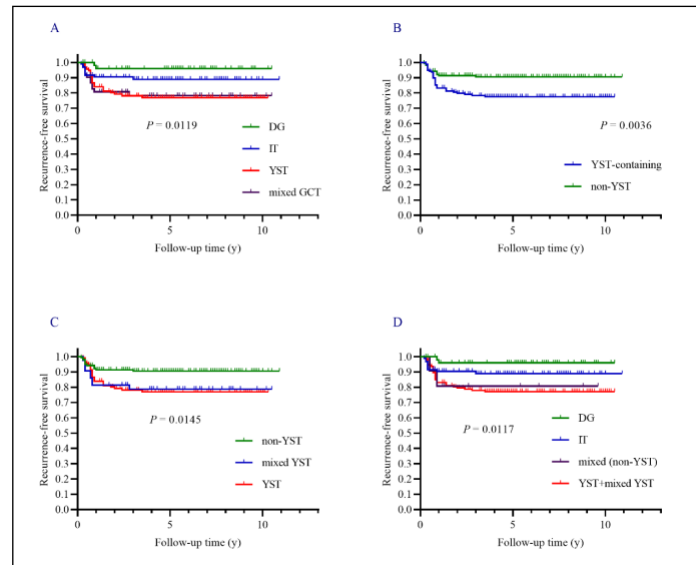 A
Recurrence-free survival
1.0
0.9
0.8
0.7
0.6
0.5
0.4
0.3
0.2
0.1
0.0
0
5
10
Follow-up time (y)
P = 0.0119
DG
IT
YST
mixed GCT
B
Recurrence-free survival
1.0
0.9
0.8
0.7
0.6
0.5
0.4
0.3
0.2
0.1
0.0
0
5
10
Follow-up time (y)
P = 0.0036
YST-containing
non-YST
C
Recurrence-free survival
1.0
0.9
0.8
0.7
0.6
0.5
0.4
0.3
0.2
0.1
0.0
0
5
10
Follow-up time (y)
P = 0.0145
non-YST
mixed YST
YST
D
Recurrence-free survival
1.0
0.9
0.8
0.7
0.6
0.5
0.4
0.3
0.2
0.1
0.0
0
5
10
Follow-up time (y)
P = 0.0117
DG
IT
mixed (non-YST)
YST+mixed YST